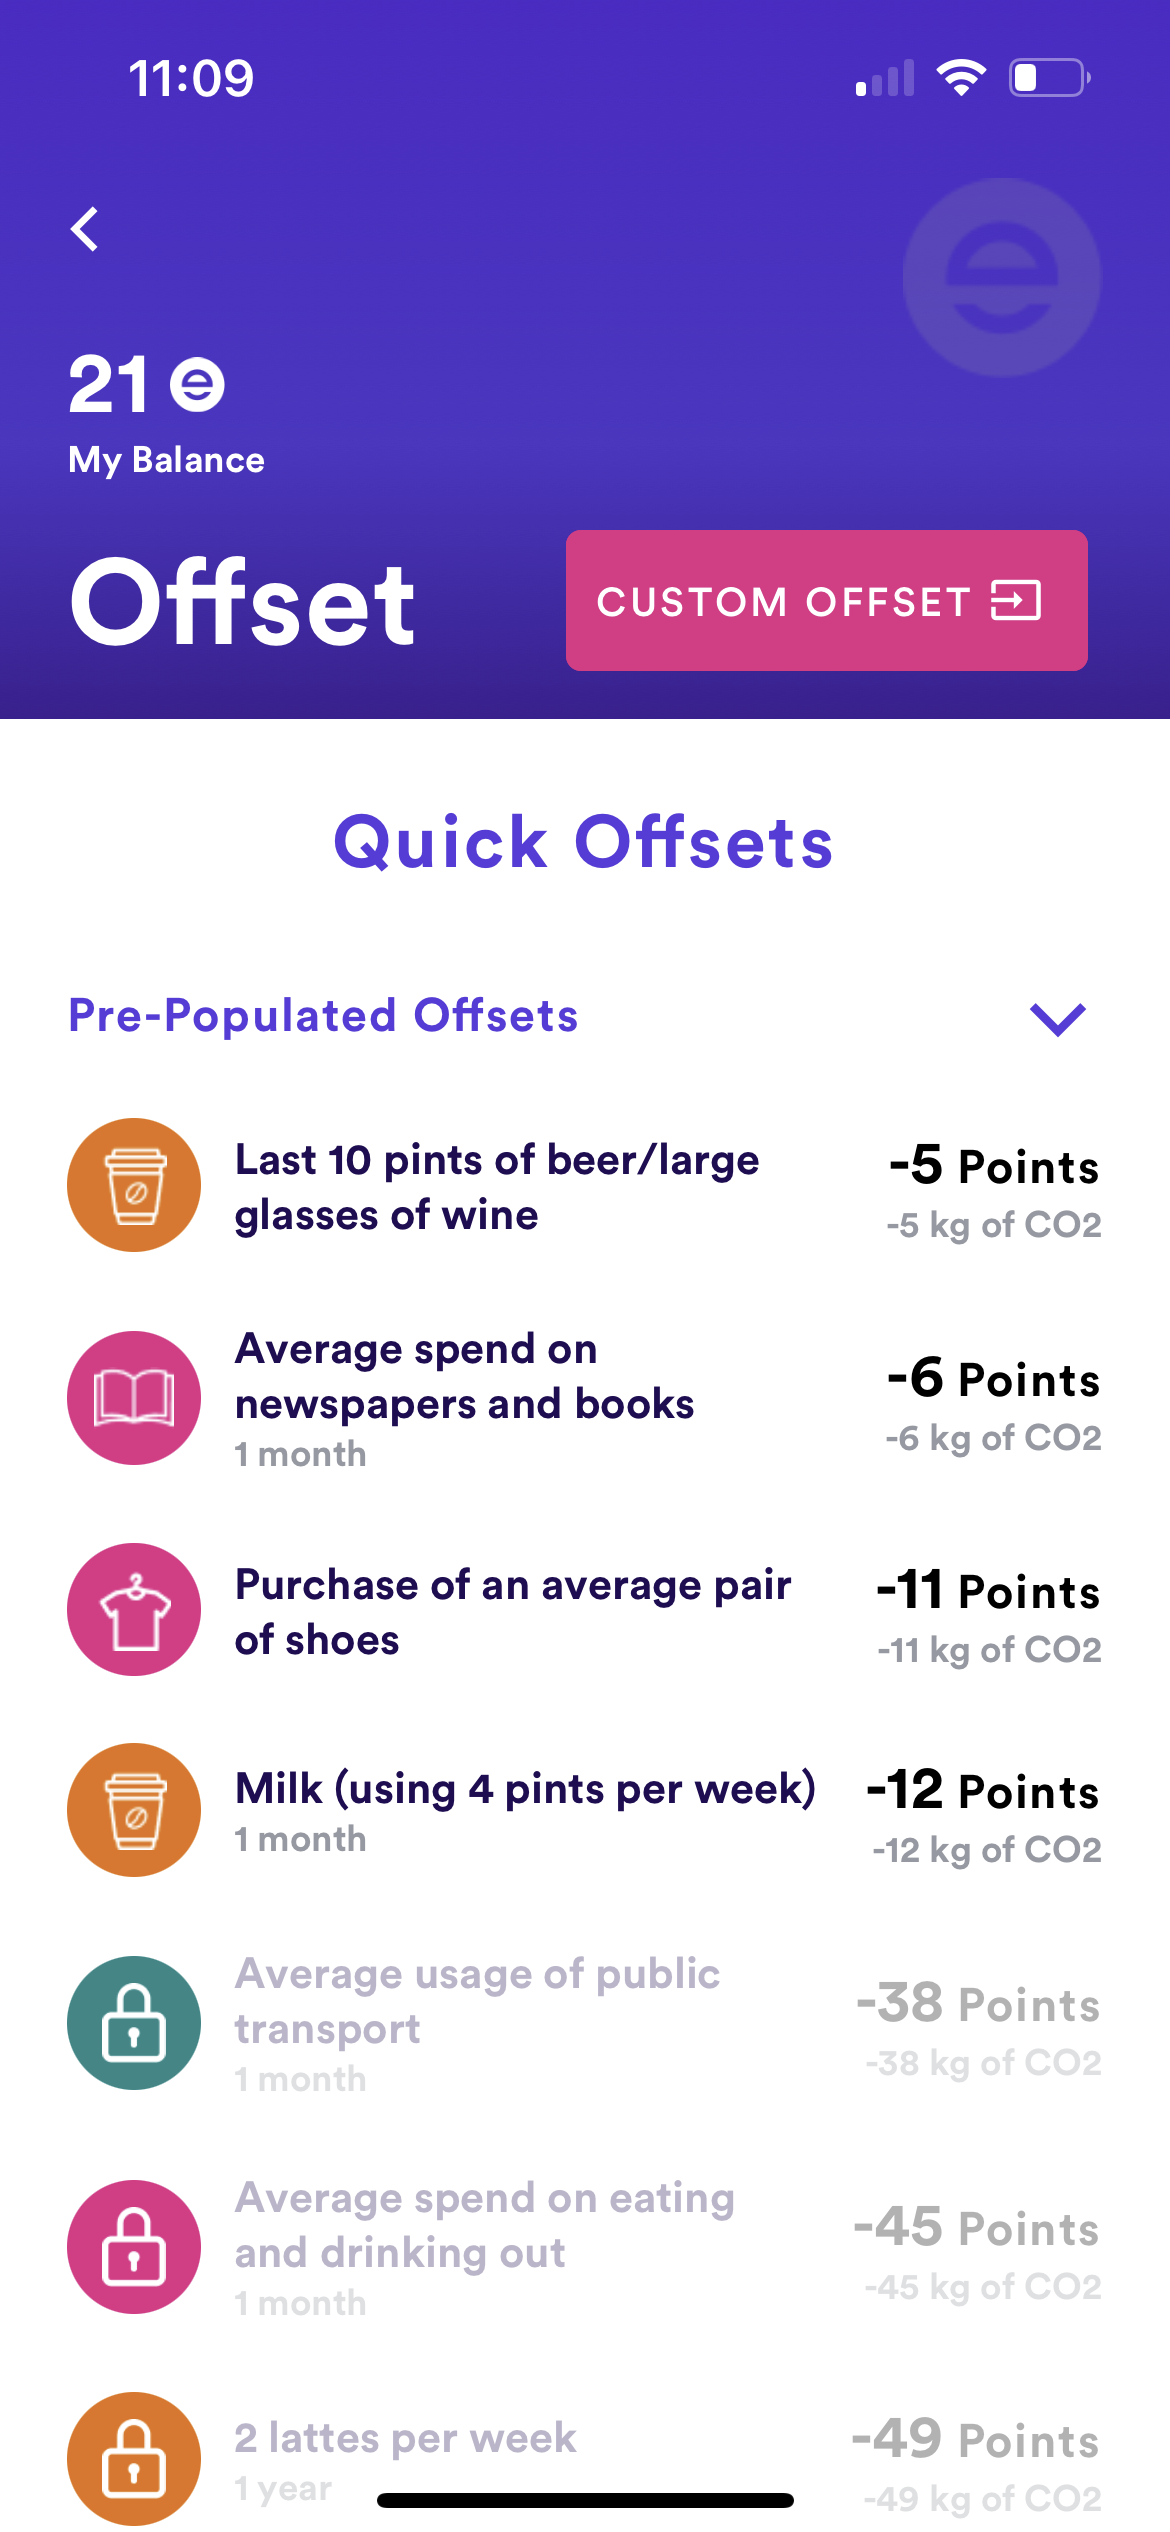 11:09
21
My Balance
Offset
CUSTOM OFFSET
Quick Offsets
Pre-Populated Offsets
Last 10 pints of beer/large
glasses of wine
-5 Points
-5 kg of CO2
Average spend on
newspapers and books
1 month
-6 Points
-6 kg of CO2
Purchase of an average pair
of shoes
-11 Points
-11 kg of CO2
Milk (using 4 pints per week)
1 month
-12 Points
-12 kg of CO2
Average usage of public
transport
1 month
-38 Points
-38 kg of CO2
Average spend on eating
and drinking out
1 month
-45 Points
-45 kg of CO2
2 lattes per week
1 year
-49 Points
-49 kg of CO2